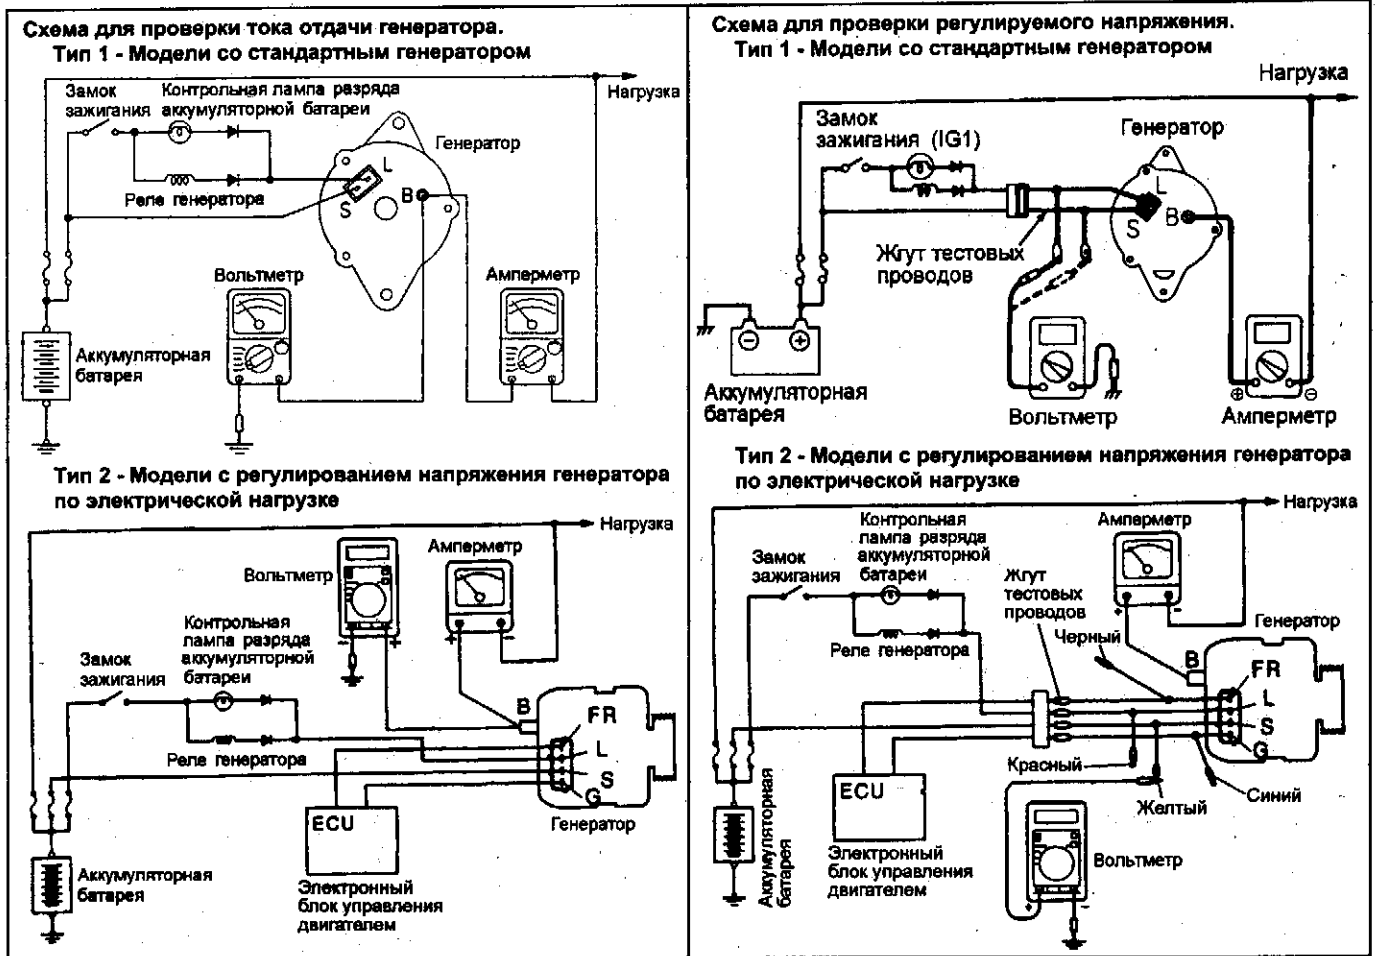 Схема для проверки тока отдачи генератора.
Тип 1 - Модели со стандартным генератором
Нагрузка
Замок
зажигания
Контрольная лампа разряда
аккумуляторной батареи
Генератор
L
B
S
Реле генератора
Вольтметр
Амперметр
Аккумуляторная
батарея
Тип 2 - Модели с регулированием напряжения генератора
по электрической нагрузке
Нагрузка
Амперметр
Вольтметр
- +
+ -
Контрольная
лампа разряда
аккумуляторной
батареи
Замок
зажигания
B
FR
L
S
G
Реле генератора
ECU
Генератор
Аккумуляторная
батарея
Электронный
блок управления
двигателем
Схема для проверки регулируемого напряжения.
Тип 1 - Модели со стандартным генератором
Нагрузка
Замок
зажигания (IG1)
Генератор
L
B
S
Жгут тестовых
проводов
- +
Аккумуляторная
батарея
Вольтметр
+ -
Амперметр
Тип 2 - Модели с регулированием напряжения генератора
по электрической нагрузке
Нагрузка
Контрольная
лампа разряда
аккумуляторной
батареи
Амперметр
Замок
зажигания
Жгут
тестовых
проводов
+ -
Генератор
Черный
Реле генератора
B
FR
L
S
G
Красный
Желтый
Синий
ECU
Аккумуляторная
батарея
Электронный
блок управления
двигателем
Вольтметр
+ -